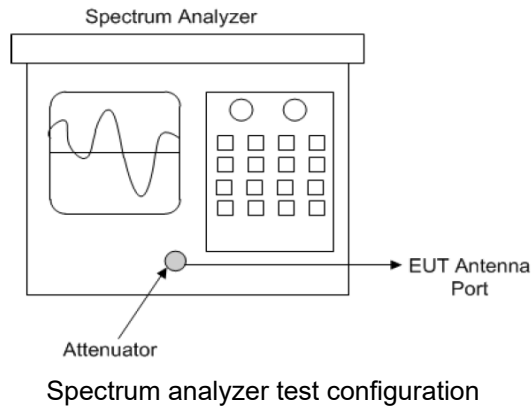 Spectrum Analyzer
EUT Antenna
Port
Attenuator
Spectrum analyzer test configuration